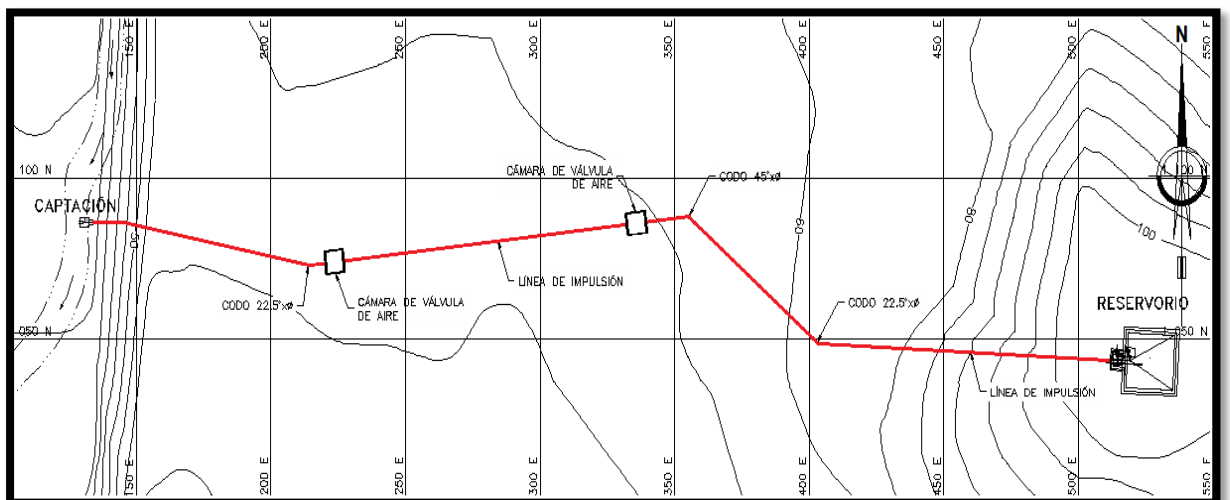 150 E
200 E
250 E
300 E
350 E
400 E
450 E
500 E
550 E
N
100 N
100 N
CÁMARA DE VÁLVULA
DE AIRE
CODO 45°xø
CAPTACIÓN
50
60
80
100
LÍNEA DE IMPULSIÓN
CODO 22.5°xø
CÁMARA DE VÁLVULA
DE AIRE
CODO 22.5°xø
RESERVORIO
050 N
050 N
LÍNEA DE IMPULSIÓN
150 E
200 E
250 E
300 E
350 E
400 E
450 E
500 E
550 E